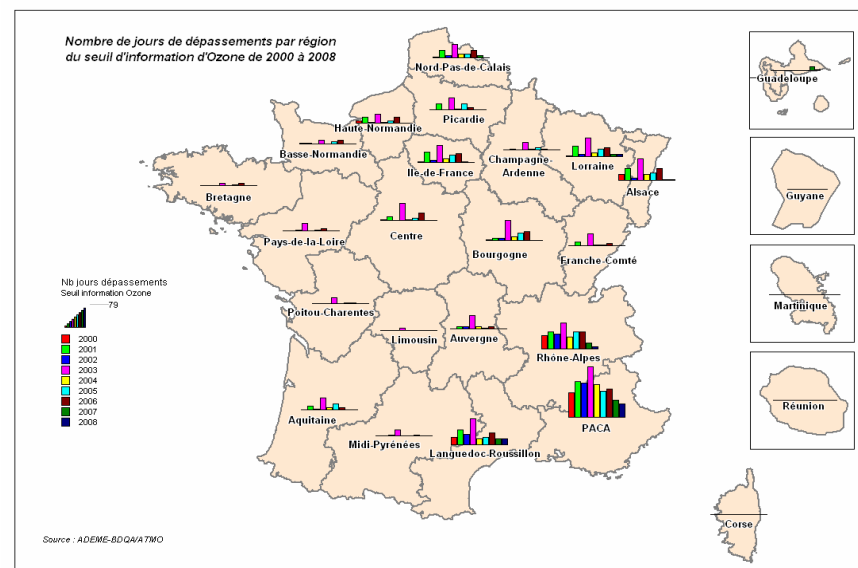 Nombre de jours de dépassements par région
du seuil d'information d'Ozone de 2000 à 2008
Nord-Pas-de-Calais
Guadeloupe
Picardie
Haute-Normandie
Basse-Normandie
Ile-de-France
Champagne-
Ardenne
Lorraine
Alsace
Bretagne
Guyane
Pays-de-la-Loire
Centre
Bourgogne
Franche-Comté
Nb jours dépassements
Seuil information Ozone
79
2000
2001
2002
2003
2004
2005
2006
2007
2008
Poitou-Charentes
Limousin
Auvergne
Rhône-Alpes
Martinique
Aquitaine
Midi-Pyrénées
Languedoc-Roussillon
PACA
Réunion
Corse
Source : ADEME-BDQA/ATMO